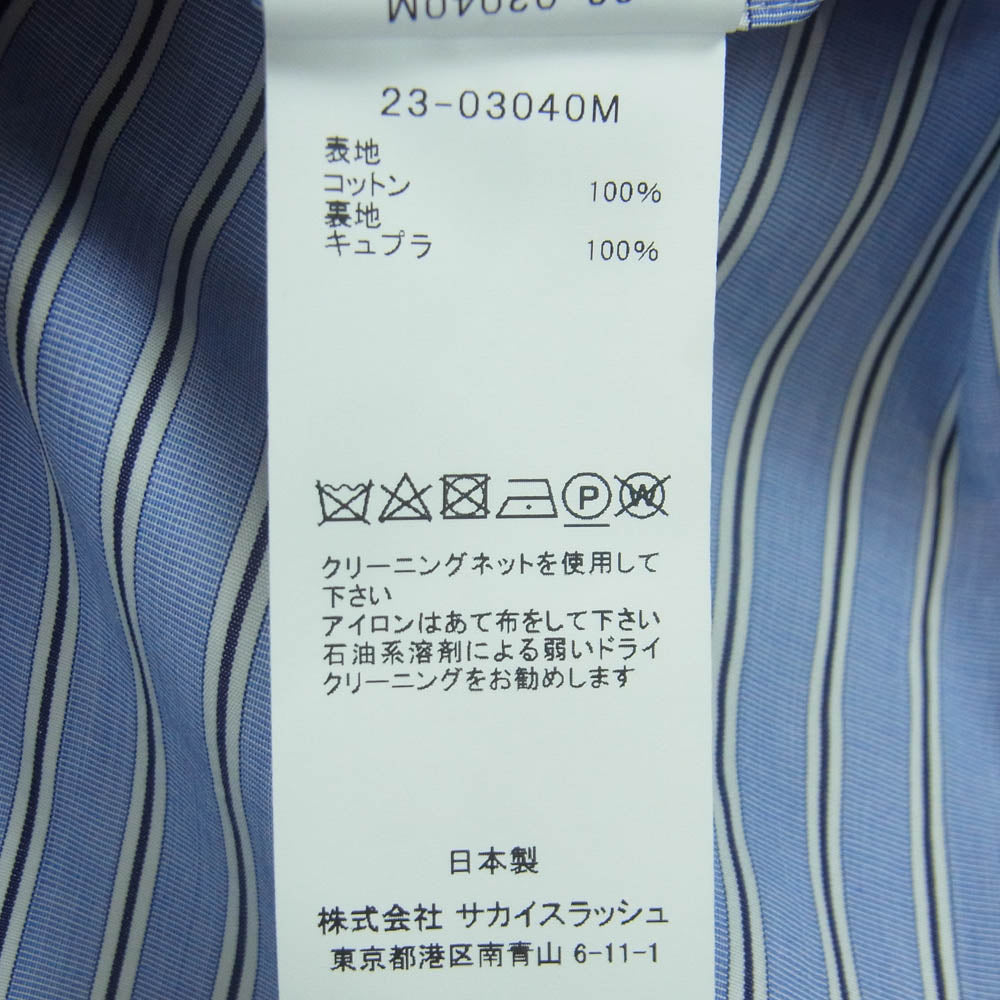 23-03040M
表地
コットン 100%
裏地
キュプラ 100%
P W
クリーニングネットを使用して
下さい
アイロンはあて布をして下さい
石油系溶剤による弱いドライ
クリーニングをお勧めします
日本製
株式会社 サカイスラッシュ
東京都港区南青山 6-11-1